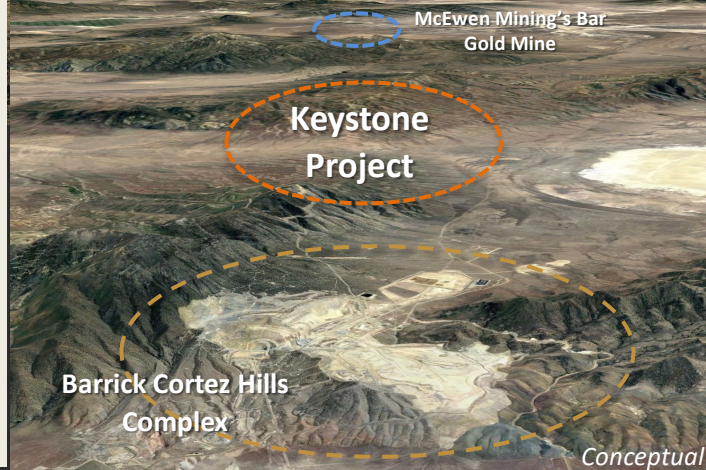 McEwen Mining's Bar
Gold Mine
Keystone
Project
Barrick Cortez Hills
Complex
Conceptual